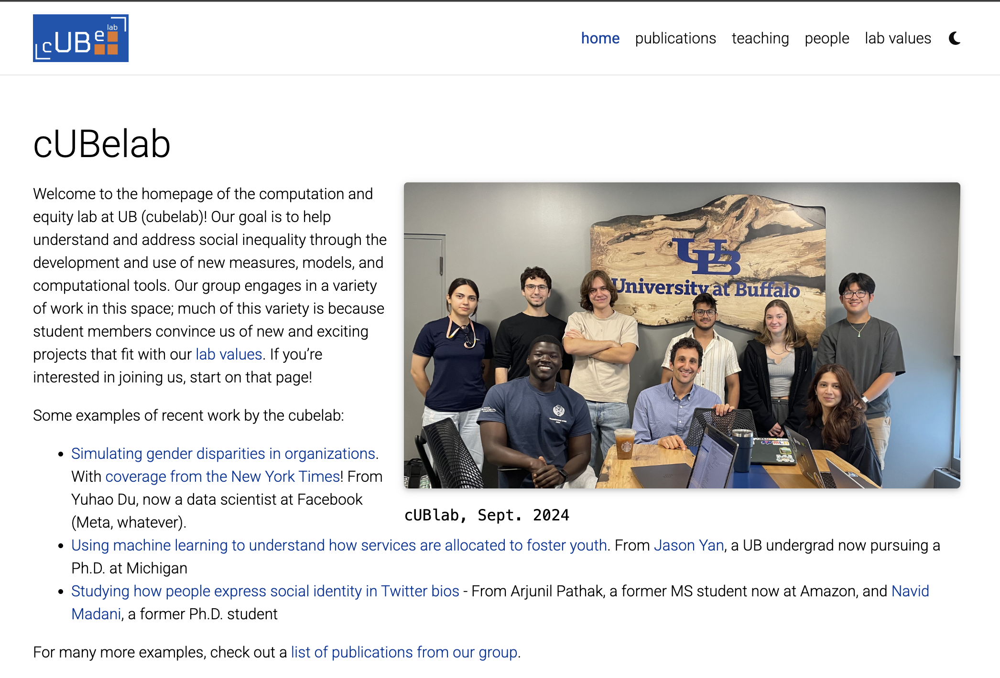 cUBe lab
home publications teaching people lab values
cUBelab
Welcome to the homepage of the computation and
equity lab at UB (cubelab)! Our goal is to help
understand and address social inequality through the
development and use of new measures, models, and
computational tools. Our group engages in a variety
of work in this space; much of this variety is because
student members convince us of new and exciting
projects that fit with our lab values. If you’re
interested in joining us, start on that page!
Some examples of recent work by the cubelab:
Simulating gender disparities in organizations.
With coverage from the New York Times! From
Yuhao Du, now a data scientist at Facebook
(Meta, whatever).
UB
University at Buffalo
MLH
cUBlab, Sept. 2024
Using machine learning to understand how services are allocated to foster youth. From Jason Yan, a UB undergrad now pursuing a
Ph.D. at Michigan
Studying how people express social identity in Twitter bios - From Arjunil Pathak, a former MS student now at Amazon, and Navid
Madani, a former Ph.D. student
For many more examples, check out a list of publications from our group.